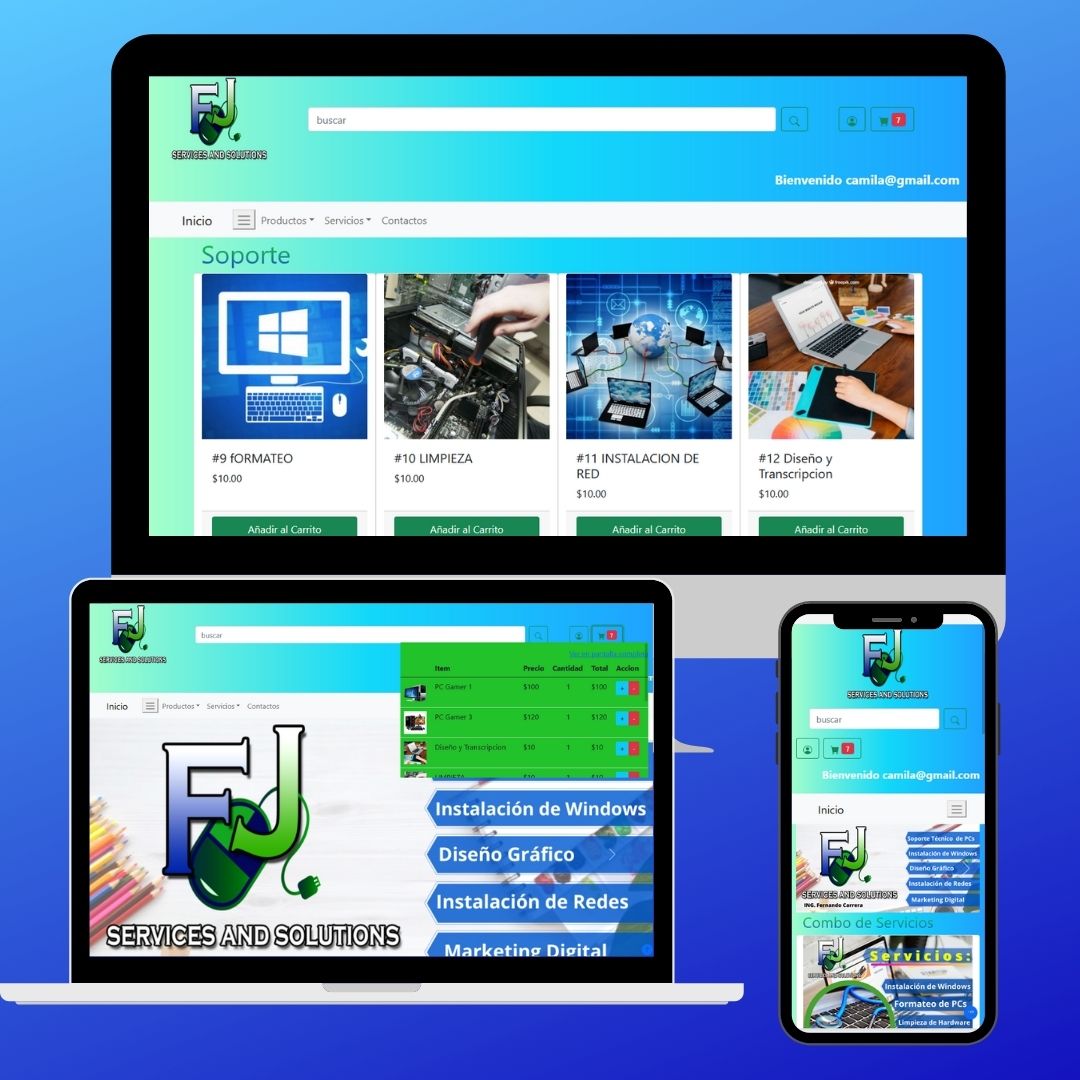 FJ
SERVICES AND SOLUTIONS
buscar
7
Bienvenido camila@gmail.com
Inicio
Productos
Servicios
Contactos
Soporte
#9 fORMATEO
$10.00
Añadir al Carrito
#10 LIMPIEZA
$10.00
Añadir al Carrito
#11 INSTALACION DE
RED
$10.00
Añadir al Carrito
#12 Diseño y
Transcripcion
$10.00
Añadir al Carrito
FJ
SERVICES AND SOLUTIONS
buscar
7
Ver en pantalla completa
Item Precio Cantidad Total Accion
PC Gamer 1 $100 1 $100 + -
PC Gamer 3 $120 1 $120 + -
Diseño y Transcripcion $10 1 $10 + -
LIMPIEZA $10 1 $10
Inicio
Productos
Servicios
Contactos
FJ
SERVICES AND SOLUTIONS
Instalación de Windows
Diseño Gráfico
Instalación de Redes
Marketing Digital
FJ
SERVICES AND SOLUTIONS
buscar
7
Bienvenido camila@gmail.com
Inicio
FJ
SERVICES AND SOLUTIONS
ING. Fernando Carrera
Soporte Técnico de PCs
Instalación de Windows
Diseño Gráfico
Instalación de Redes
Marketing Digital
Combo de Servicios
FJ
SERVICES AND SOLUTIONS
Servicios:
Instalación de Windows
Formateo de PCs
Limpieza de Hardware